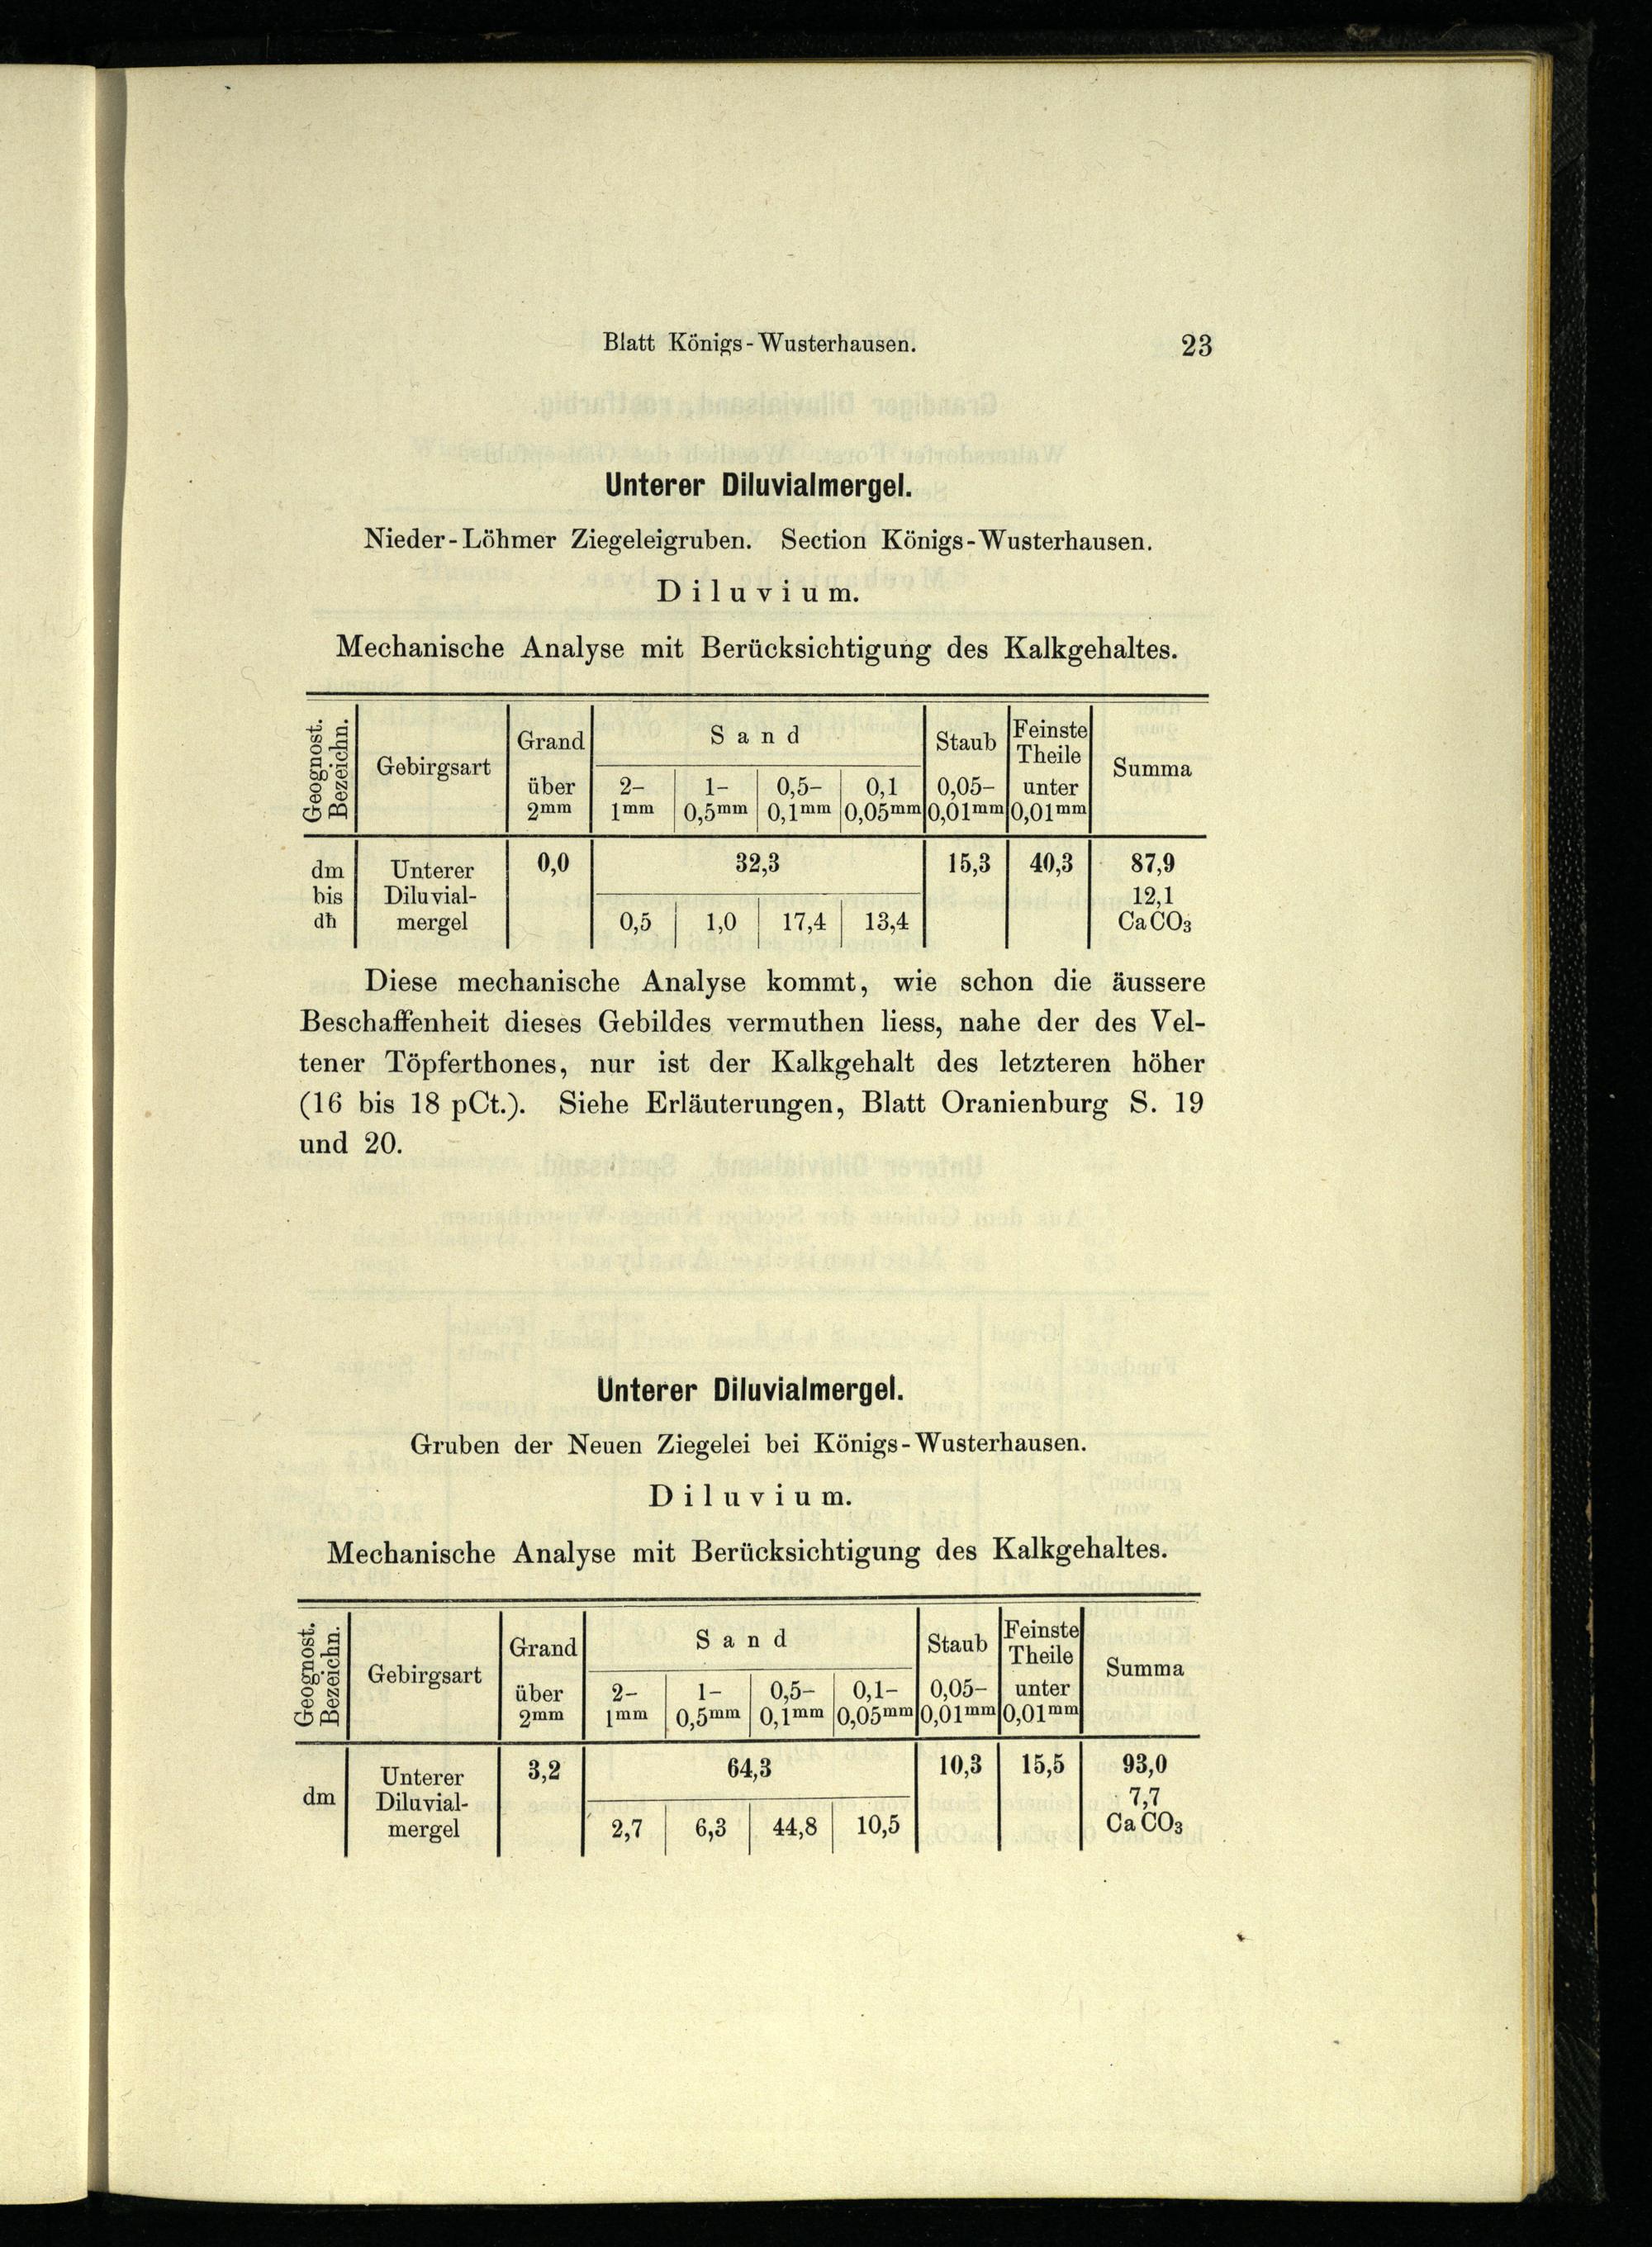 Blatt Königs-Wusterhausen. 23
Unterer Diluvialmergel.
Nieder-Löhmer Ziegeleigruben. Section Königs-Wusterhausen.
Diluvium.
Mechanische Analyse mit Berücksichtigung des Kalkgehaltes.
Geognost. Bezeichn. Gebirgsart Grand Sand Staub Feinste Theile Summa
über 2- 1- 0,5- 0,1 0,05- unter
2mm 1mm 0,5mm 0,1mm 0,05mm 0,01mm 0,01mm
dm Unterer 0,0 32,3 15,3 40,3 87,9
bis Diluvial- 12,1
dh mergel 0,5 1,0 17,4 13,4 CaCO3
Diese mechanische Analyse kommt, wie schon die äussere
Beschaffenheit dieses Gebildes vermuthen liess, nahe der des Vel-
tener Töpferthones, nur ist der Kalkgehalt des letzteren höher
(16 bis 18 pCt.). Siehe Erläuterungen, Blatt Oranienburg S. 19
und 20.
Unterer Diluvialmergel.
Gruben der Neuen Ziegelei bei Königs-Wusterhausen.
Diluvium.
Mechanische Analyse mit Berücksichtigung des Kalkgehaltes.
Geognost. Bezeichn. Gebirgsart Grand Sand Staub Feinste Theile Summa
über 2- 1- 0,5- 0,1- 0,05- unter
2mm 1mm 0,5mm 0,1mm 0,05mm 0,01mm 0,01mm
Unterer 3,2 64,3 10,3 15,5 93,0
dm Diluvial- 7,7
mergel 2,7 6,3 44,8 10,5 CaCO3